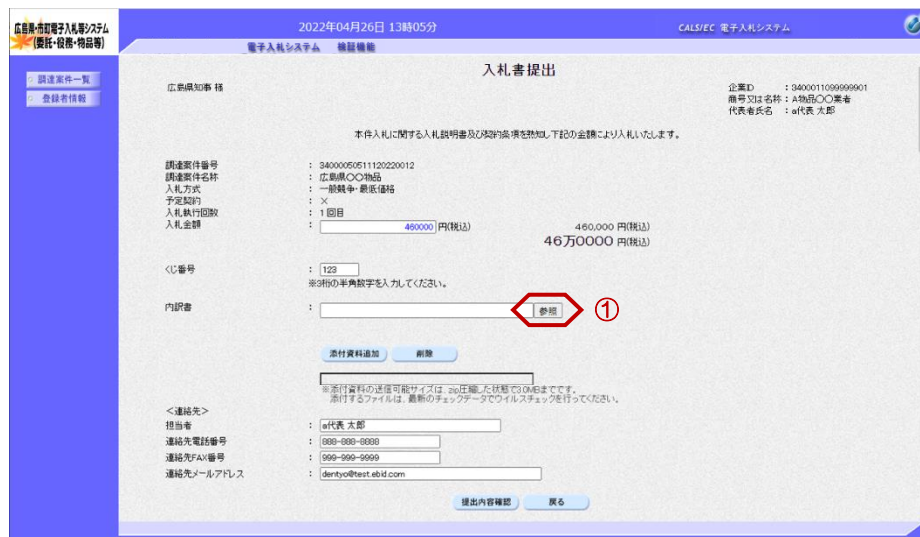 広島県・市町電子入札等システム
(委託・役務・物品等)
2022年04月26日 13時05分
CALS/EC 電子入札システム
電子入札システム 検証機能
調達案件一覧
登録者情報
入札書提出
広島県知事 様
企業ID : 3400011099999901
商号又は名称 : A物品〇〇業者
代表者氏名 : a代表 太郎
本件入札に関する入札説明書及び契約条項を熟知し、下記の金額により入札いたします。
調達案件番号 : 34000050511120220012
調達案件名称 : 広島県〇〇物品
入札方式 : 一般競争・最低価格
予定契約 : ×
入札執行回数 : 1回目
入札金額 : 460000 円(税込) 460,000 円(税込)
46万0000 円(税込)
くじ番号 : 123
※3桁の半角数字を入力してください。
内訳書 : 参照 ①
添付資料追加 削除
※添付資料の送信可能サイズは、zip圧縮した状態で3.0MBまでです。
添付するファイルは、最新のチェックデータでウイルスチェックを行ってください。
<連絡先>
担当者 : a代表 太郎
連絡先電話番号 : 888-888-8888
連絡先FAX番号 : 999-999-9999
連絡先メールアドレス : dentyo@test.ebid.com
提出内容確認 戻る